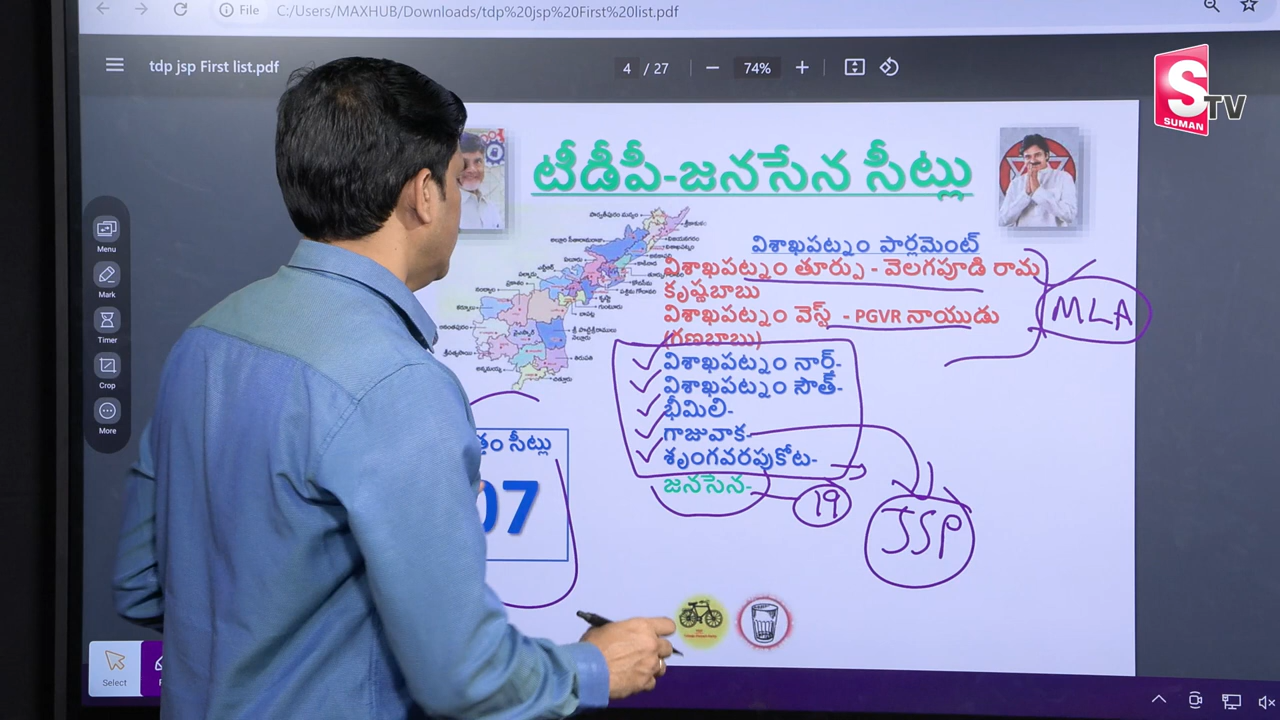 File C:/Users/MAXHUB/Downloads/tdp%20jsp%20First%20list.pdf
tdp jsp First list.pdf
4 / 27
74%
S TV
SUMAN
టీడీపీ-జనసేన సీట్లు
విశాఖపట్నం పార్లమెంట్
విశాఖపట్నం తూర్పు - వెలగపూడి రామ
కృష్ణబాబు
విశాఖపట్నం వెస్ట్ - PGVR నాయుడు
(గణబాబు)
MLA
విశాఖపట్నం నార్త్-
విశాఖపట్నం సౌత్-
భీమిలి-
గాజువాక-
శృంగవరపుకోట-
జనసేన-
19
JSP
సీట్లు
07
Menu
Mark
Timer
Crop
More
Select